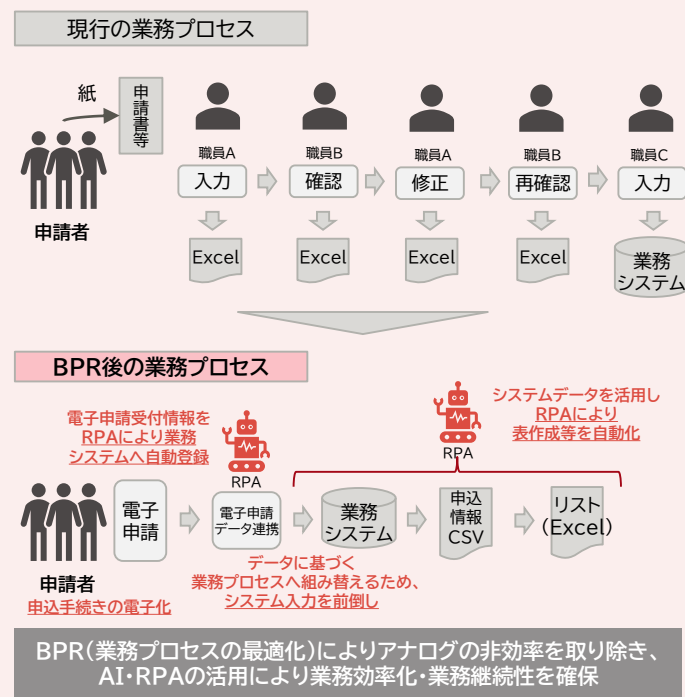 現行の業務プロセス
紙
申請書等
申請者
職員A
入力
Excel
職員B
確認
Excel
職員A
修正
Excel
職員B
再確認
Excel
職員C
入力
業務
システム
BPR後の業務プロセス
電子申請受付情報を
RPAにより業務
システムへ自動登録
RPA
システムデータを活用し
RPAにより
表作成等を自動化
RPA
申請者
申込手続きの電子化
電子
申請
電子申請
データ連携
業務
システム
申込
情報
CSV
リスト
(Excel)
データに基づく
業務プロセスへ組み替えるため、
システム入力を前倒し
BPR(業務プロセスの最適化)によりアナログの非効率を取り除き、
AI・RPAの活用により業務効率化・業務継続性を確保